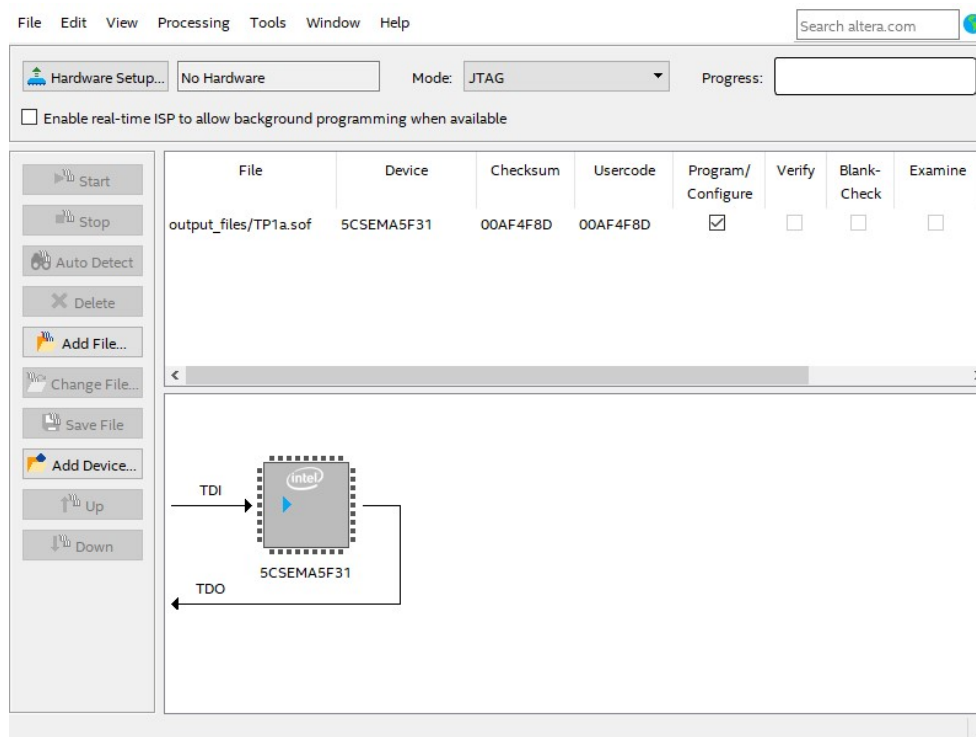 File Edit View Processing Tools Window Help Search altera.com
Hardware Setup... No Hardware Mode: JTAG Progress:
Enable real-time ISP to allow background programming when available
Start
Stop
Auto Detect
Delete
Add File...
Change File...
Save File
Add Device...
Up
Down
File Device Checksum Usercode Program/ Verify Blank- Examine
Configure Check
output_files/TP1a.sof 5CSEMA5F31 00AF4F8D 00AF4F8D
intel
TDI
5CSEMA5F31
TDO